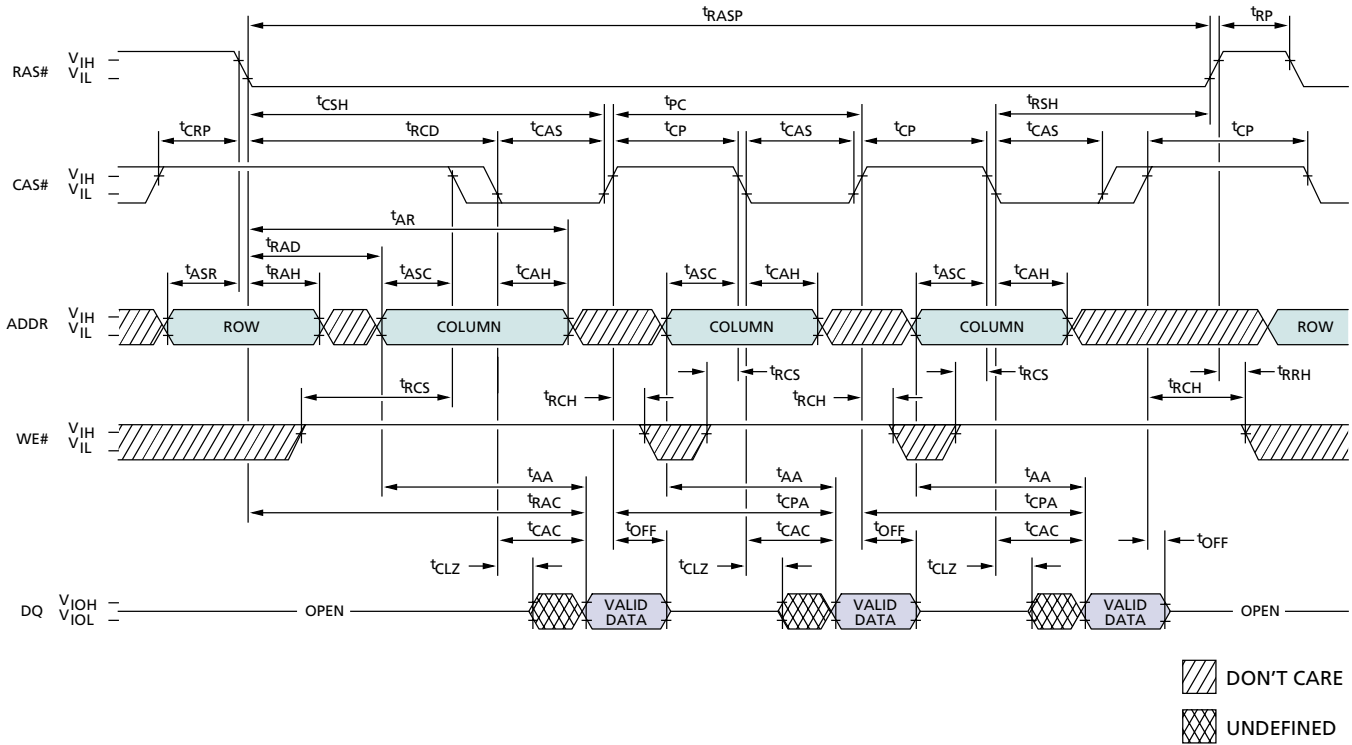 tRASP tRP
RAS# VIH
VIL
tCSH tPC tRSH
tCRP tRCD tCAS tCP tCAS tCP tCAS tCP
CAS# VIH
VIL
tAR
tRAD
tASR tRAH tASC tCAH tASC tCAH tASC tCAH
ADDR VIH
VIL
ROW COLUMN COLUMN COLUMN ROW
tRCS tRCH tRCS tRCH tRCS tRCH tRRH
WE# VIH
VIL
tAA tAA tAA
tRAC tCPA tCPA
tCAC tOFF tCAC tOFF tCAC tOFF
tCLZ tCLZ tCLZ
DQ VIOH
VIOL
OPEN VALID DATA VALID DATA VALID DATA OPEN
DON'T CARE
UNDEFINED